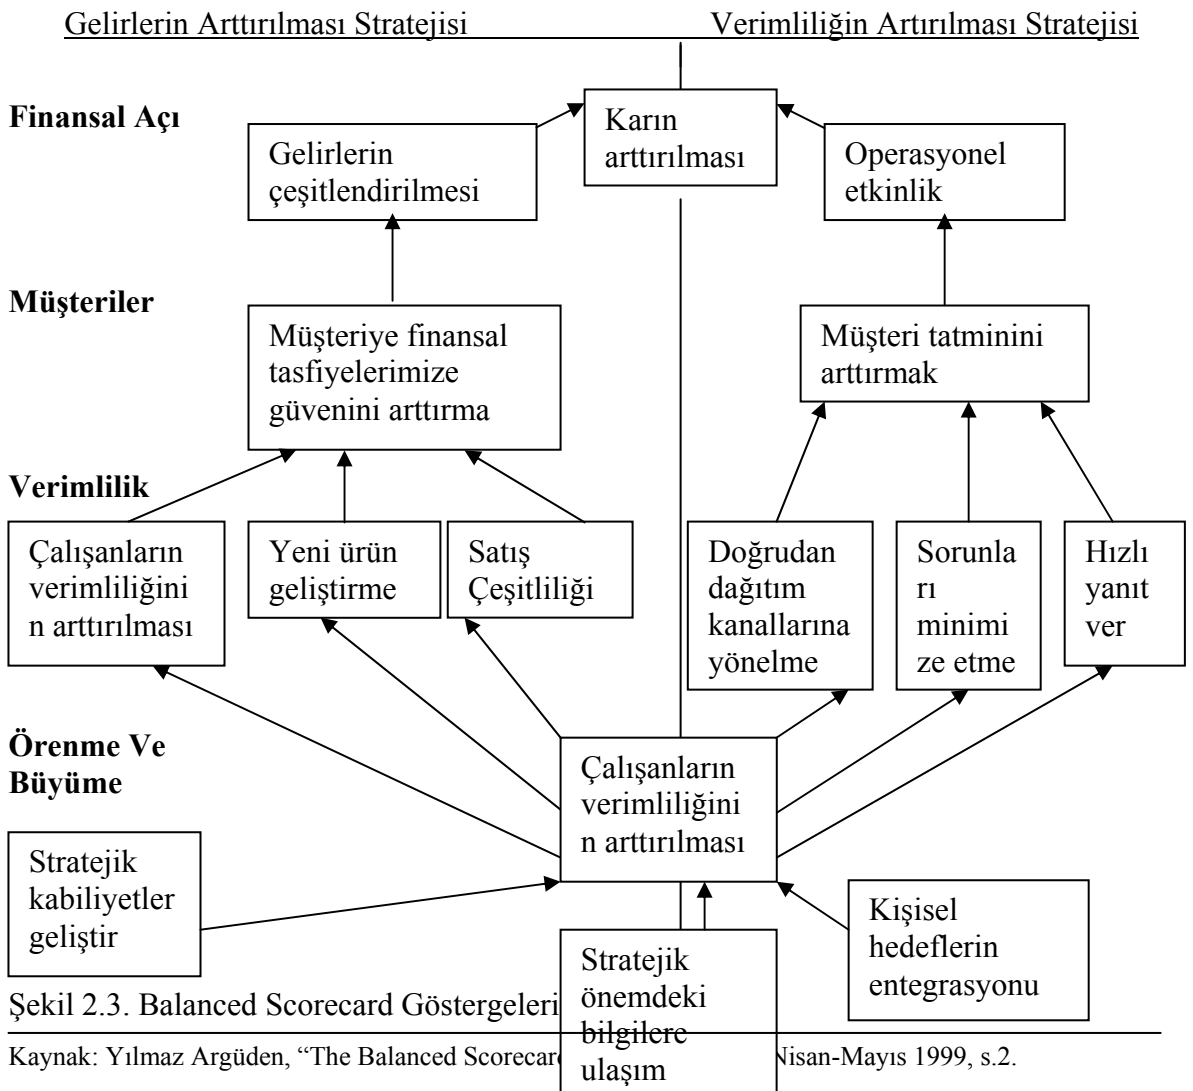 Gelirlerin Arttırılması Stratejisi
Verimliliğin Artırılması Stratejisi
Finansal Açı
Karın
arttırılması
Gelirlerin
çeşitlendirilmesi
Operasyonel
etkinlik
Müşteriler
Müşteriye finansal
tasfiyelerimize
güvenini arttırma
Müşteri tatminini
arttırmak
Verimlilik
Çalışanların
verimliliğini
n arttırılması
Yeni ürün
geliştirme
Satış
Çeşitliliği
Doğrudan
dağıtım
kanallarına
yönelme
Sorunla
rı
minimi
ze etme
Hızlı
yanıt
ver
Örenme Ve
Büyüme
Çalışanların
verimliliğini
n arttırılması
Stratejik
kabiliyetler
geliştir
Kişisel
hedeflerin
entegrasyonu
Stratejik
önemdeki
bilgilere
ulaşım
Şekil 2.3. Balanced Scorecard Göstergeleri
Kaynak: Yılmaz Argüden, “The Balanced Scorecar Nisan-Mayıs 1999, s.2.